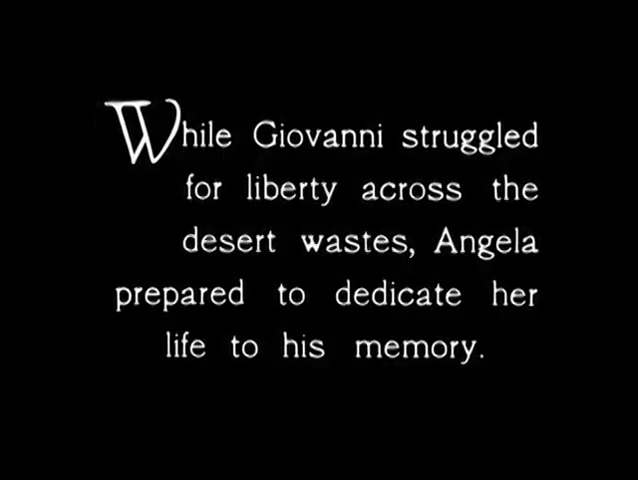 While Giovanni struggled
for liberty across the
desert wastes, Angela
prepared to dedicate her
life to his memory.